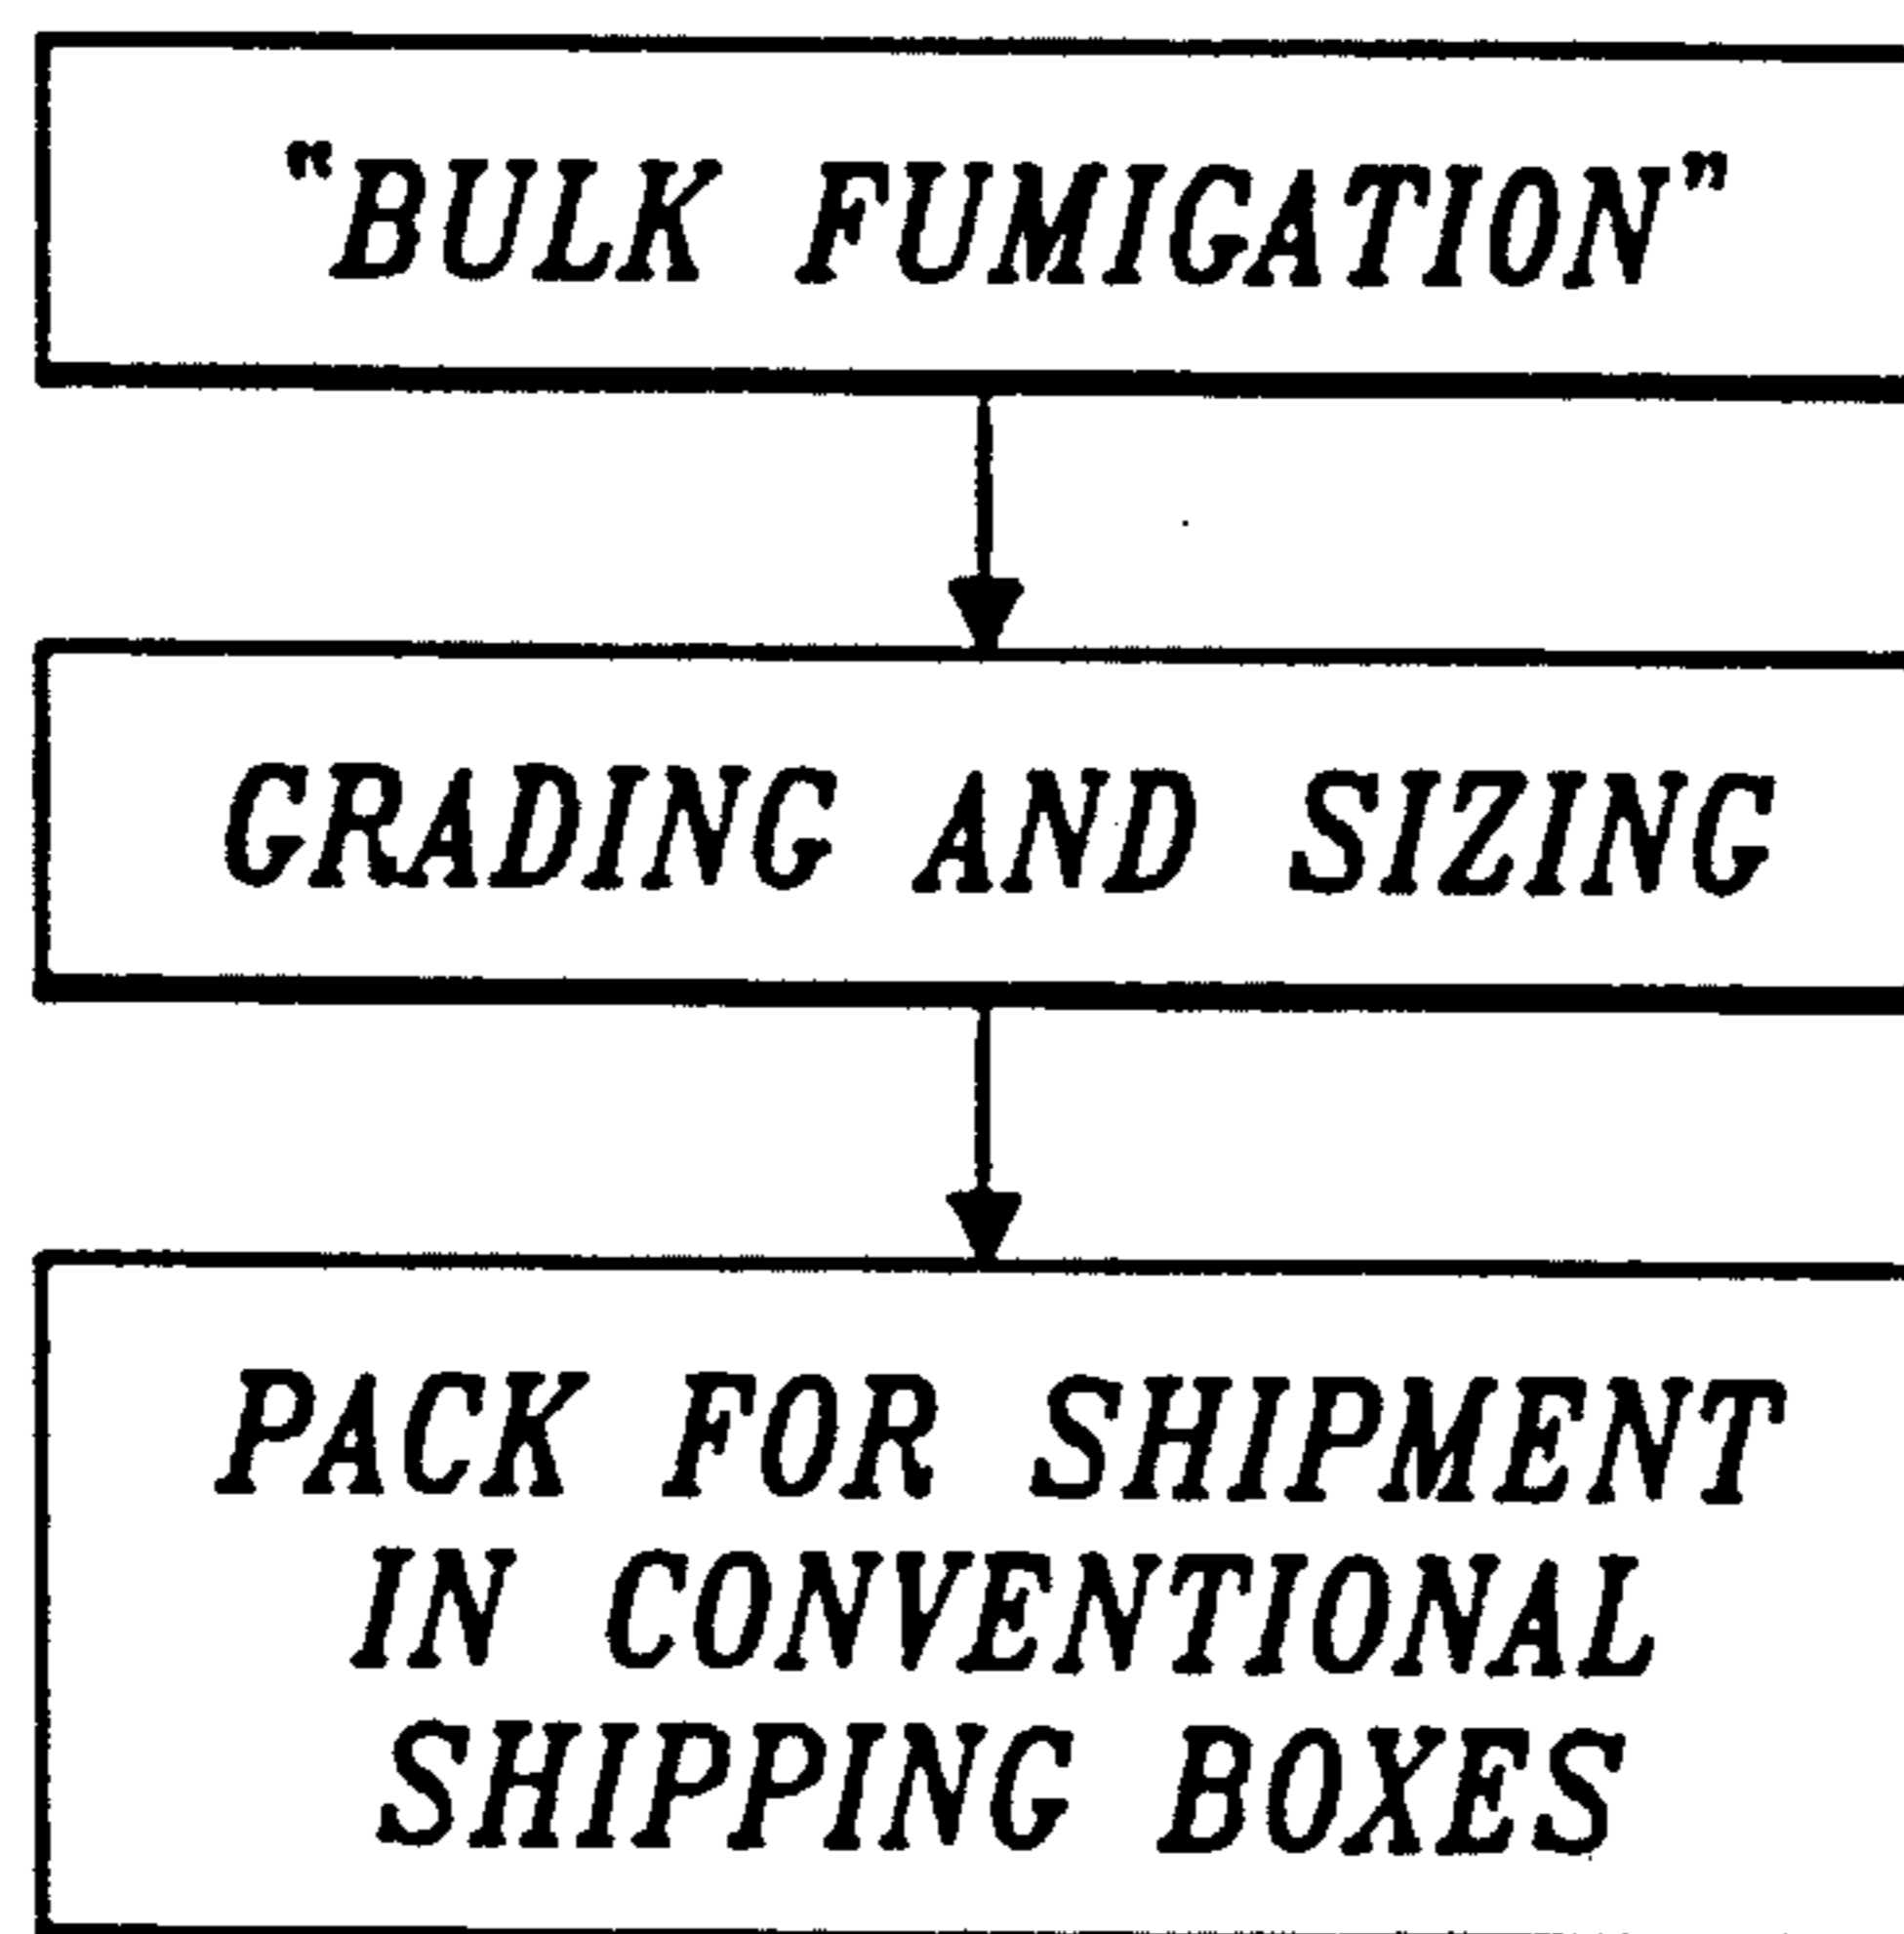 “BULK FUMIGATION”
GRADING AND SIZING
PACK FOR SHIPMENT
IN CONVENTIONAL
SHIPPING BOXES